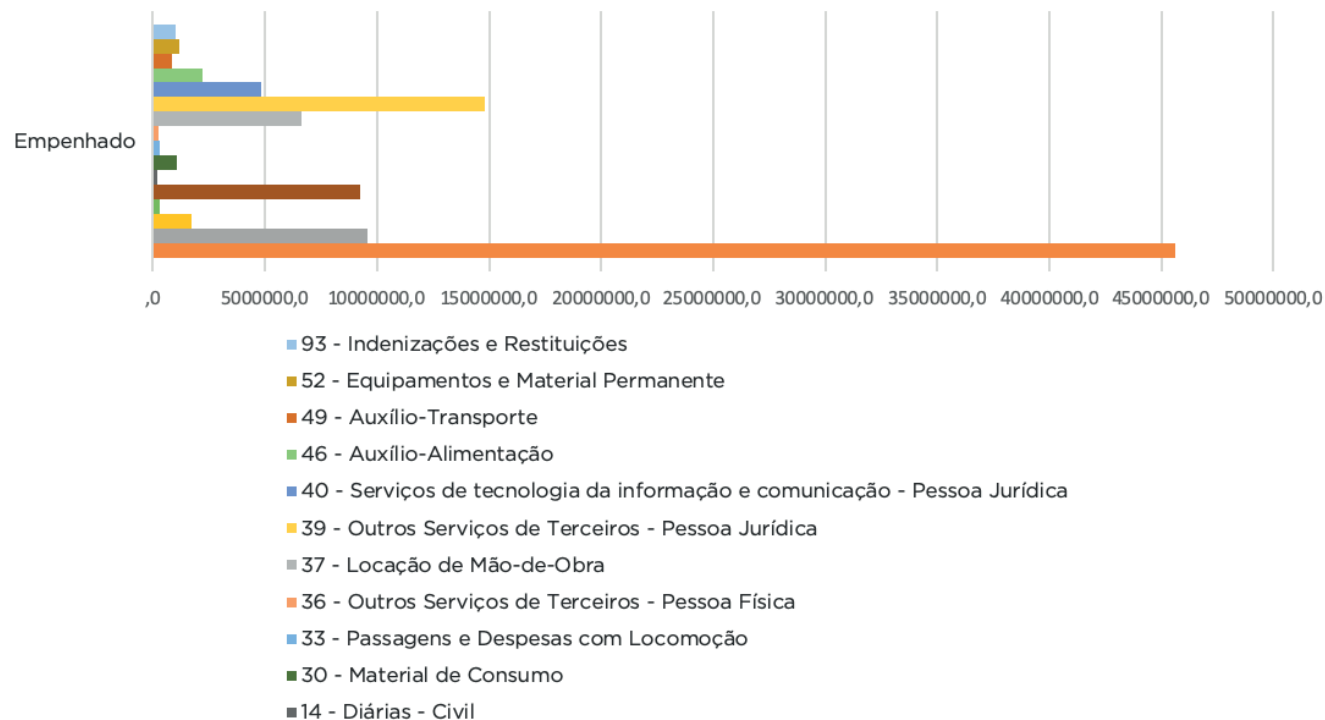 Empenhado
,0 5000000,0 10000000,0 15000000,0 20000000,0 25000000,0 30000000,0 35000000,0 40000000,0 45000000,0 50000000,0
93 - Indenizações e Restituições
52 - Equipamentos e Material Permanente
49 - Auxílio-Transporte
46 - Auxílio-Alimentação
40 - Serviços de tecnologia da informação e comunicação - Pessoa Jurídica
39 - Outros Serviços de Terceiros - Pessoa Jurídica
37 - Locação de Mão-de-Obra
36 - Outros Serviços de Terceiros - Pessoa Física
33 - Passagens e Despesas com Locomoção
30 - Material de Consumo
14 - Diárias - Civil